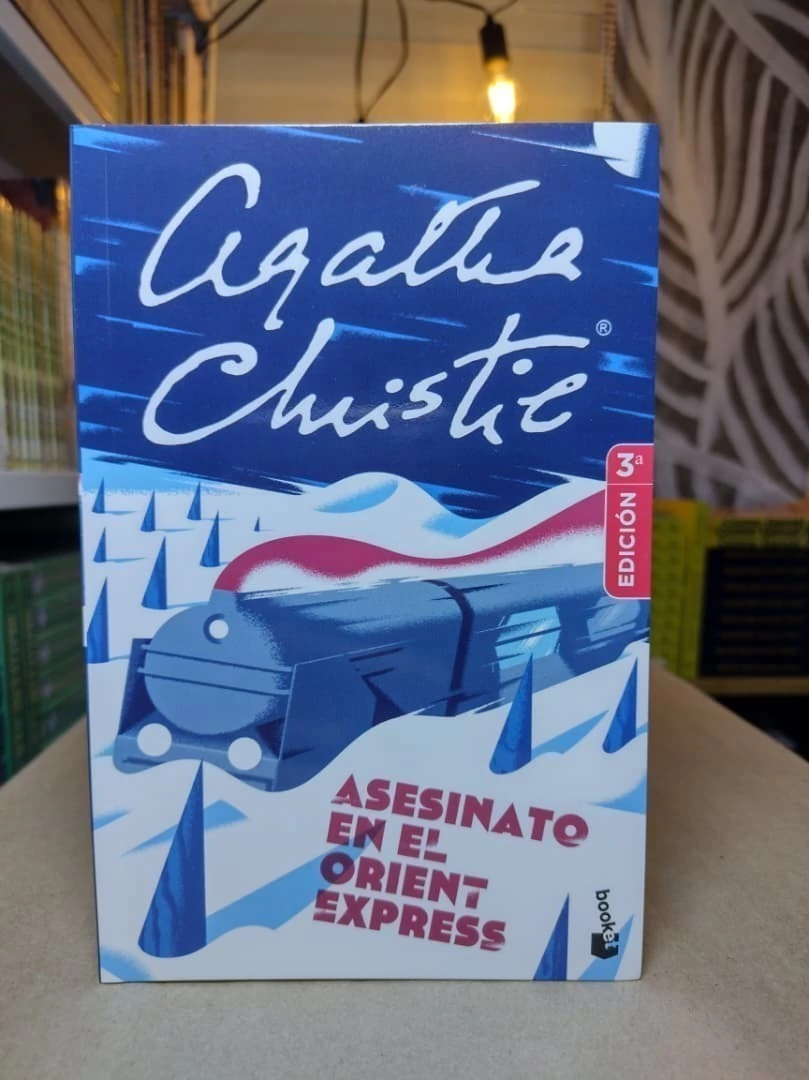 Agatha
Christie®
3ª
EDICIÓN
ASESINATO
EN EL
ORIENT
EXPRESS
booket